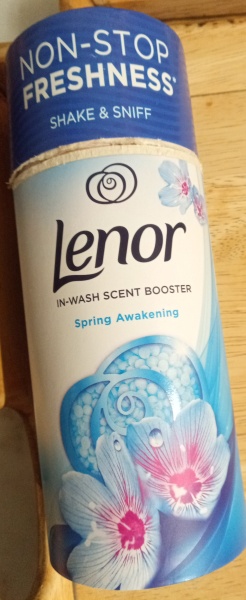 NON-STOP
FRESHNESS*
SHAKE & SNIFF
Lenor
IN-WASH SCENT BOOSTER
Spring Awakening